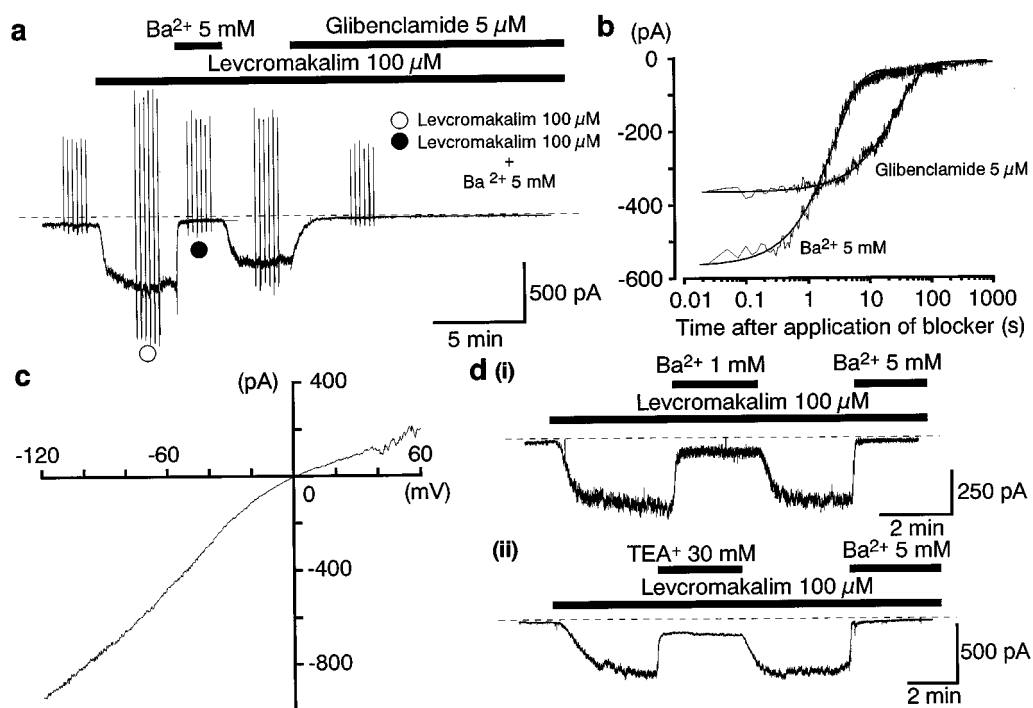 a
Ba²⁺ 5 mM
Glibenclamide 5 µM
Levcromakalim 100 µM
Levcromakalim 100 µM
Levcromakalim 100 µM
+
Ba ²⁺ 5 mM
500 pA
5 min
b
(pA)
0
-200
-400
-600
Glibenclamide 5 µM
Ba²⁺ 5 mM
0.01
0.1
1
10
100
1000
Time after application of blocker (s)
c
(pA)
400
-120
-60
0
60
(mV)
-400
-800
d (i)
Ba²⁺ 1 mM
Ba²⁺ 5 mM
Levcromakalim 100 µM
250 pA
2 min
(ii)
TEA⁺ 30 mM
Ba²⁺ 5 mM
Levcromakalim 100 µM
500 pA
2 min